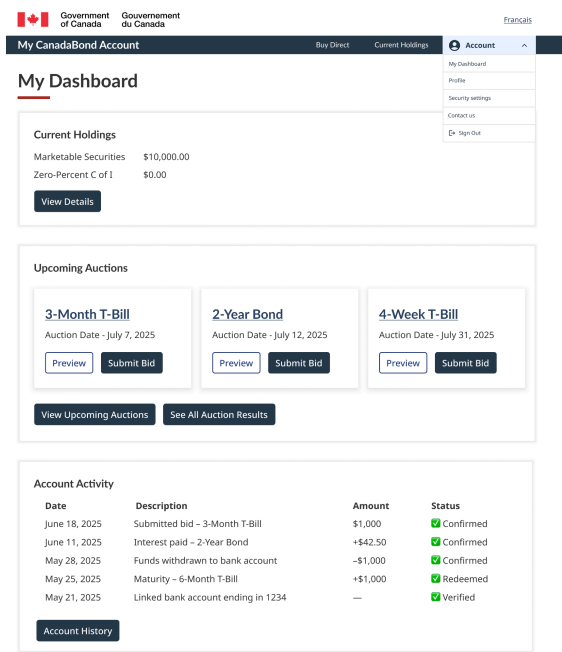 Government Gouvernement
of Canada du Canada
Français
My CanadaBond Account Buy Direct Current Holdings Account
My Dashboard
Profile
Security settings
Contact us
Sign Out
My Dashboard
Current Holdings
Marketable Securities $10,000.00
Zero-Percent C of I $0.00
View Details
Upcoming Auctions
3-Month T-Bill 2-Year Bond 4-Week T-Bill
Auction Date - July 7, 2025 Auction Date - July 12, 2025 Auction Date - July 31, 2025
Preview Submit Bid Preview Submit Bid Preview Submit Bid
View Upcoming Auctions See All Auction Results
Account Activity
Date Description Amount Status
June 18, 2025 Submitted bid – 3-Month T-Bill $1,000 ✅ Confirmed
June 11, 2025 Interest paid – 2-Year Bond +$42.50 ✅ Confirmed
May 28, 2025 Funds withdrawn to bank account –$1,000 ✅ Confirmed
May 25, 2025 Maturity – 6-Month T-Bill +$1,000 ✅ Redeemed
May 21, 2025 Linked bank account ending in 1234 — ✅ Verified
Account History